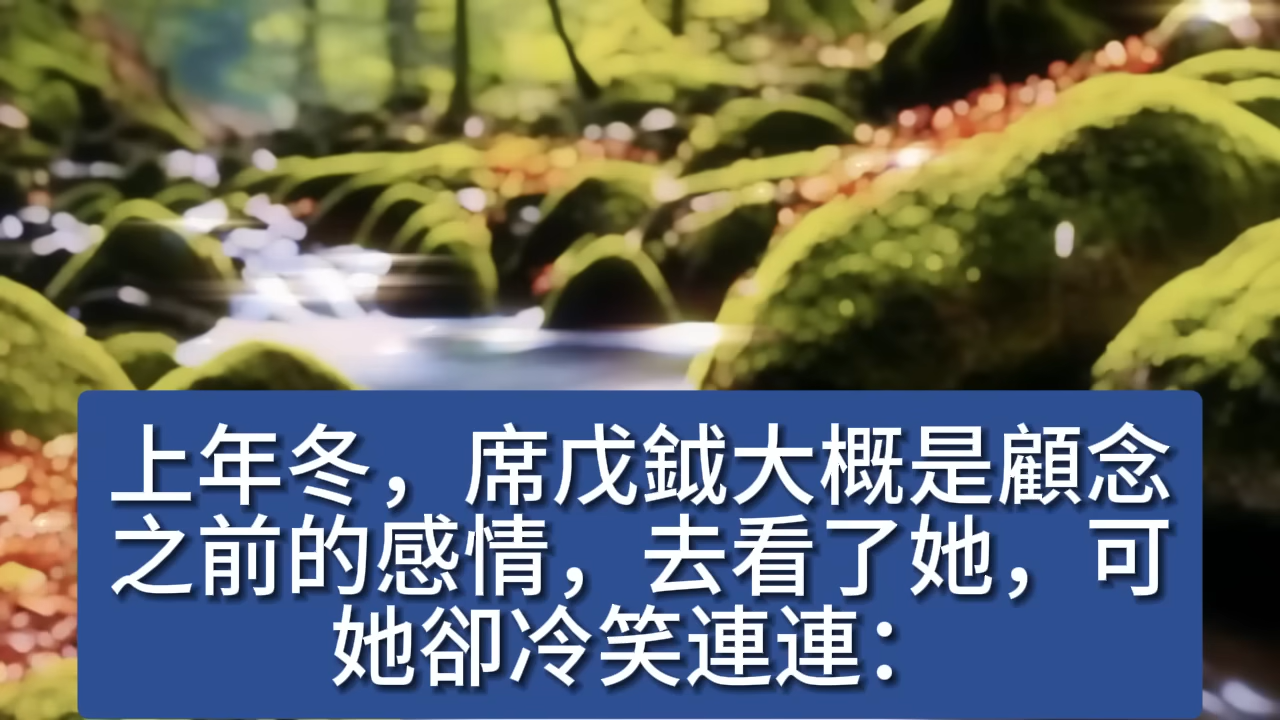 上年冬，席戊鉞大概是顧念
之前的感情，去看了她，可
她卻冷笑連連：